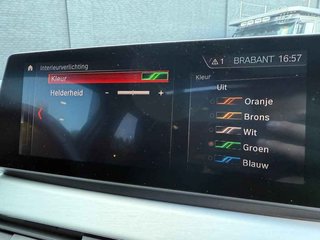 Interieurverlichting
⚠ 1 BRABANT 16:57
Kleur
Helderheid - +
Kleur
Uit
Oranje
Brons
Wit
Groen
Blauw